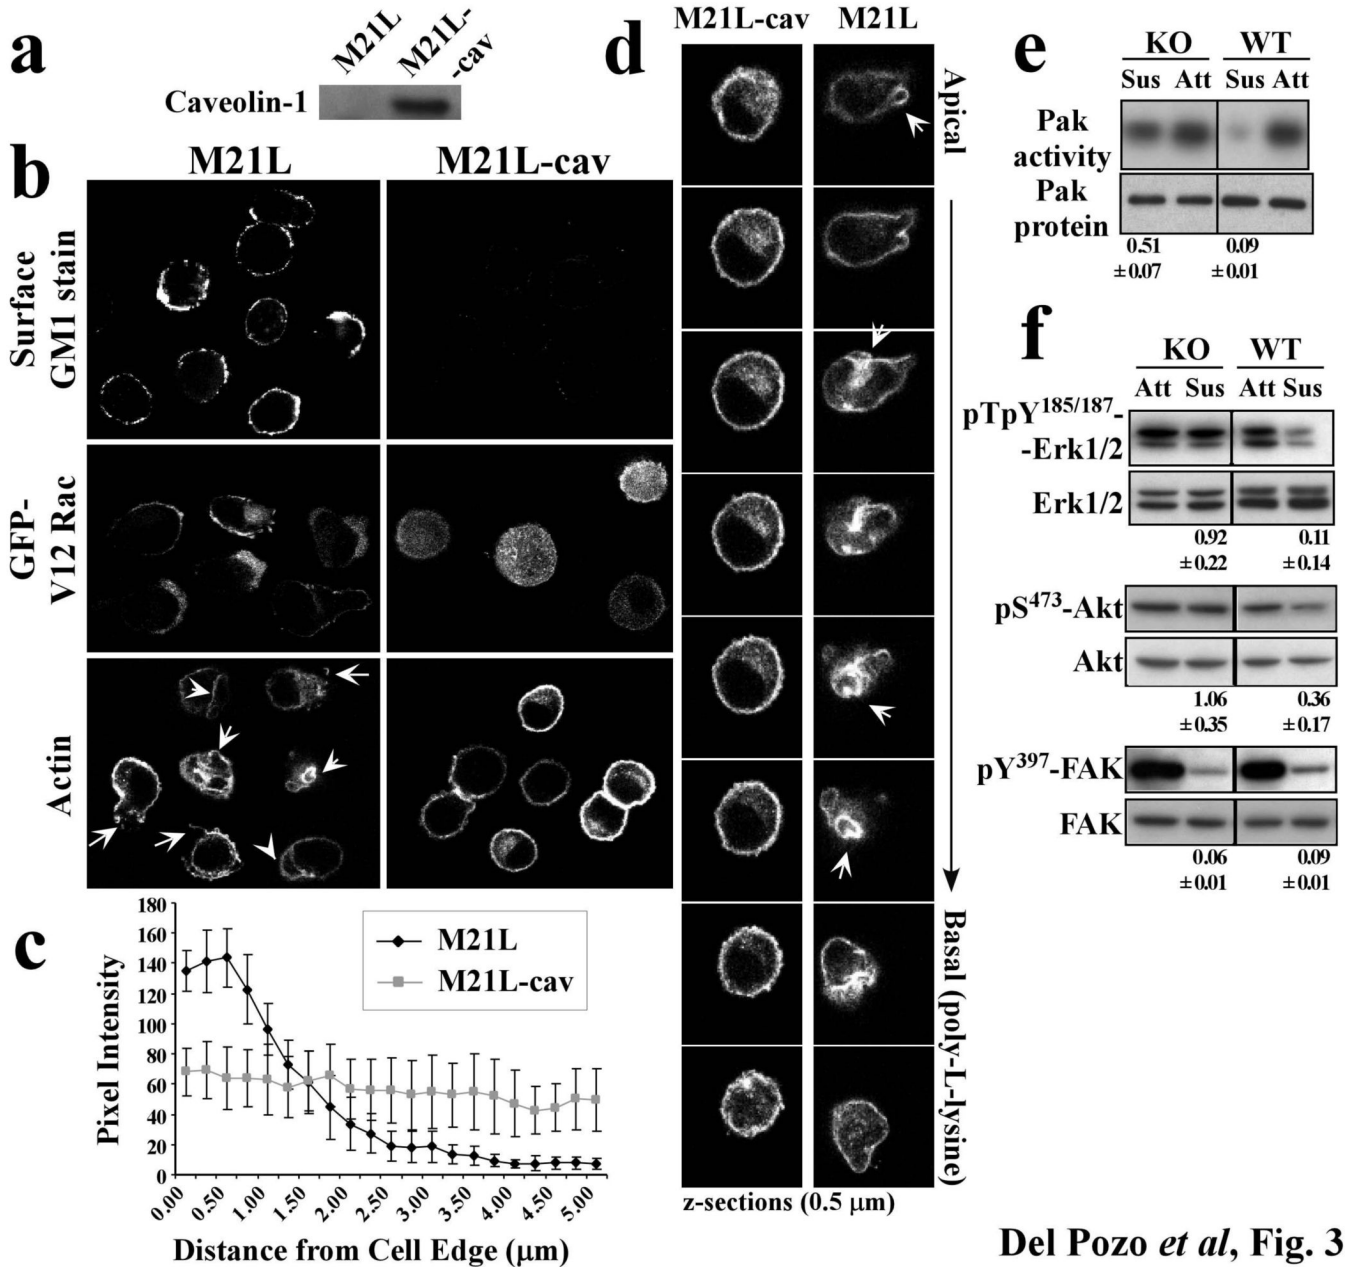 a
M21L
M21L-
-cav
Caveolin-1
b
M21L
M21L-cav
Surface
GM1 stain
GFP-
V12 Rac
Actin
c
180
160
140
120
100
80
60
40
20
0
Pixel Intensity
M21L
M21L-cav
0.00
0.50
1.00
1.50
2.00
2.50
3.00
3.50
4.00
4.50
5.00
Distance from Cell Edge (μm)
d
M21L-cav
M21L
Apical
Basal (poly-L-lysine)
z-sections (0.5 μm)
e
KO WT
Sus Att Sus Att
Pak
activity
Pak
protein
0.51 0.09
±0.07 ±0.01
f
KO WT
Att Sus Att Sus
pTpY185/187-
-Erk1/2
Erk1/2
0.92 0.11
±0.22 ±0.14
pS473-Akt
Akt
1.06 0.36
±0.35 ±0.17
pY397-FAK
FAK
0.06 0.09
±0.01 ±0.01
Del Pozo et al, Fig. 3